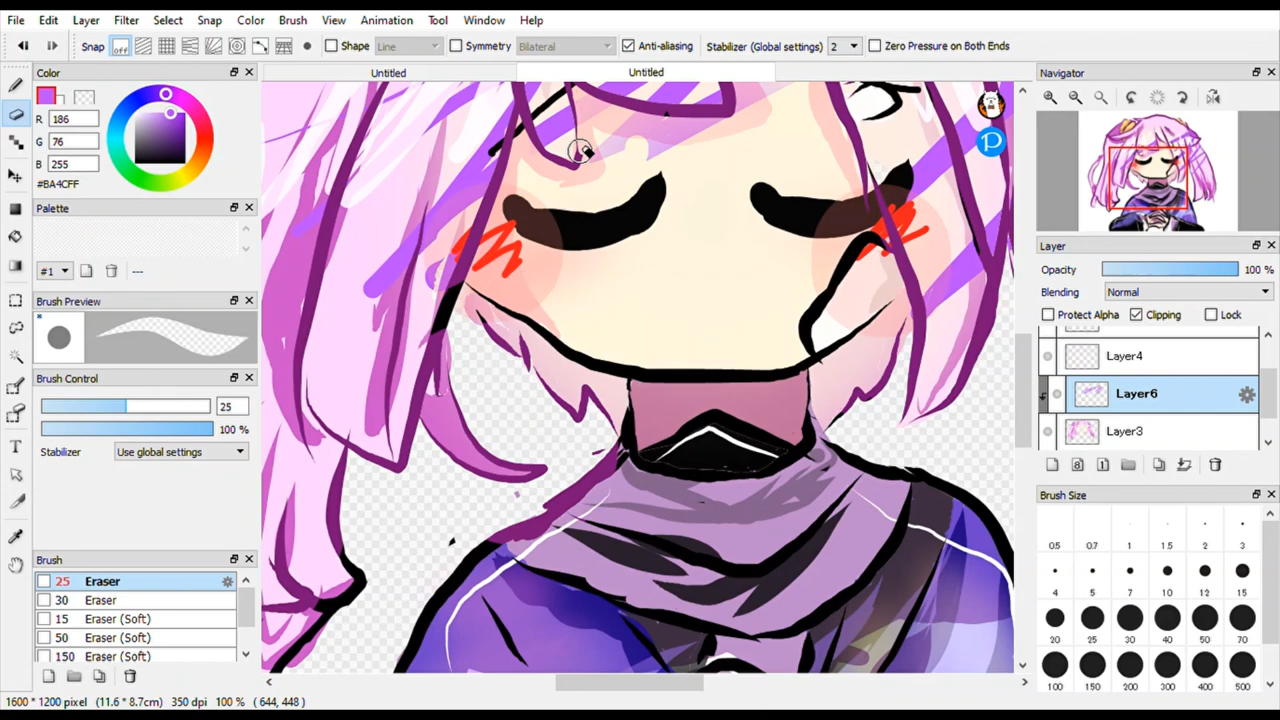 File Edit Layer Filter Select Snap Color Brush View Animation Tool Window Help
Snap off Shape Line Symmetry Bilateral Anti-aliasing Stabilizer (Global settings) 2 Zero Pressure on Both Ends
Color
R 186
G 76
B 255
#BA4CFF
Palette
#1 ---
Brush Preview
Brush Control
25
100 %
Stabilizer Use global settings
Brush
25 Eraser
30 Eraser
15 Eraser (Soft)
50 Eraser (Soft)
150 Eraser (Soft)
Untitled Untitled
P
Navigator
Layer
Opacity 100 %
Blending Normal
Protect Alpha Clipping Lock
Layer4
Layer6
Layer3
8 1
Brush Size
0.5 0.7 1 1.5 2 3
4 5 7 10 12 15
20 25 30 40 50 70
100 150 200 300 400 500
T
1600 * 1200 pixel (11.6 * 8.7cm) 350 dpi 100 % ( 644, 448 )